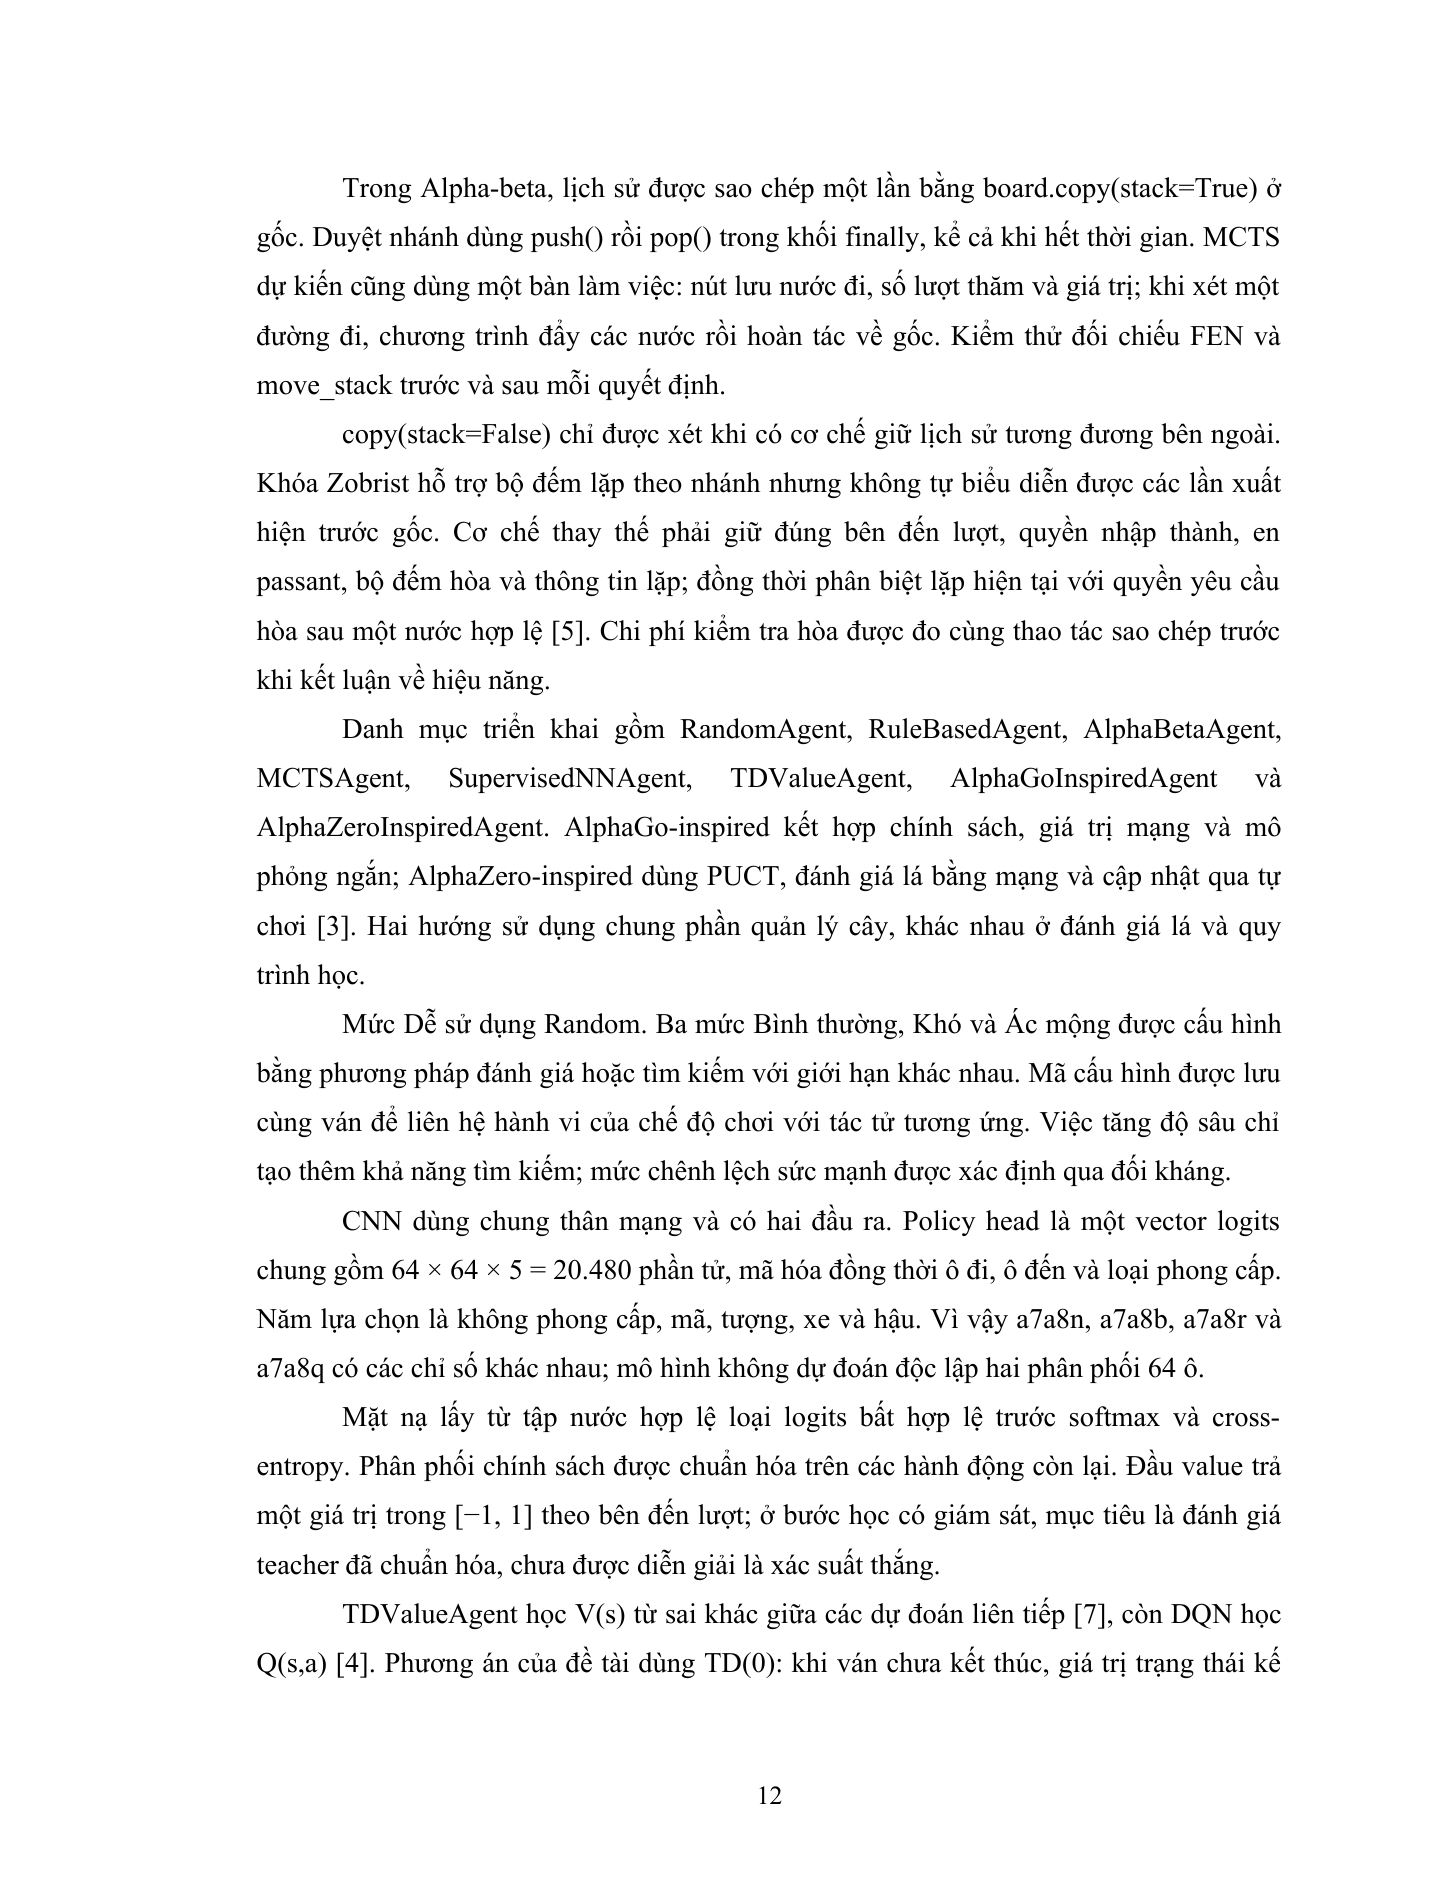 Trong Alpha-beta, lịch sử được sao chép một lần bằng board.copy(stack=True) ở
gốc. Duyệt nhánh dùng push() rồi pop() trong khối finally, kể cả khi hết thời gian. MCTS
dự kiến cũng dùng một bàn làm việc: nút lưu nước đi, số lượt thăm và giá trị; khi xét một
đường đi, chương trình đẩy các nước rồi hoàn tác về gốc. Kiểm thử đối chiếu FEN và
move_stack trước và sau mỗi quyết định.
copy(stack=False) chỉ được xét khi có cơ chế giữ lịch sử tương đương bên ngoài.
Khóa Zobrist hỗ trợ bộ đếm lặp theo nhánh nhưng không tự biểu diễn được các lần xuất
hiện trước gốc. Cơ chế thay thế phải giữ đúng bên đến lượt, quyền nhập thành, en
passant, bộ đếm hòa và thông tin lặp; đồng thời phân biệt lặp hiện tại với quyền yêu cầu
hòa sau một nước hợp lệ [5]. Chi phí kiểm tra hòa được đo cùng thao tác sao chép trước
khi kết luận về hiệu năng.
Danh mục triển khai gồm RandomAgent, RuleBasedAgent, AlphaBetaAgent,
MCTSAgent, SupervisedNNAgent, TDValueAgent, AlphaGoInspiredAgent và
AlphaZeroInspiredAgent. AlphaGo-inspired kết hợp chính sách, giá trị mạng và mô
phỏng ngắn; AlphaZero-inspired dùng PUCT, đánh giá lá bằng mạng và cập nhật qua tự
chơi [3]. Hai hướng sử dụng chung phần quản lý cây, khác nhau ở đánh giá lá và quy
trình học.
Mức Dễ sử dụng Random. Ba mức Bình thường, Khó và Ác mộng được cấu hình
bằng phương pháp đánh giá hoặc tìm kiếm với giới hạn khác nhau. Mã cấu hình được lưu
cùng ván để liên hệ hành vi của chế độ chơi với tác tử tương ứng. Việc tăng độ sâu chỉ
tạo thêm khả năng tìm kiếm; mức chênh lệch sức mạnh được xác định qua đối kháng.
CNN dùng chung thân mạng và có hai đầu ra. Policy head là một vector logits
chung gồm 64 × 64 × 5 = 20.480 phần tử, mã hóa đồng thời ô đi, ô đến và loại phong cấp.
Năm lựa chọn là không phong cấp, mã, tượng, xe và hậu. Vì vậy a7a8n, a7a8b, a7a8r và
a7a8q có các chỉ số khác nhau; mô hình không dự đoán độc lập hai phân phối 64 ô.
Mặt nạ lấy từ tập nước hợp lệ loại logits bất hợp lệ trước softmax và cross-
entropy. Phân phối chính sách được chuẩn hóa trên các hành động còn lại. Đầu value trả
một giá trị trong [−1, 1] theo bên đến lượt; ở bước học có giám sát, mục tiêu là đánh giá
teacher đã chuẩn hóa, chưa được diễn giải là xác suất thắng.
TDValueAgent học V(s) từ sai khác giữa các dự đoán liên tiếp [7], còn DQN học
Q(s,a) [4]. Phương án của đề tài dùng TD(0): khi ván chưa kết thúc, giá trị trạng thái kế
12